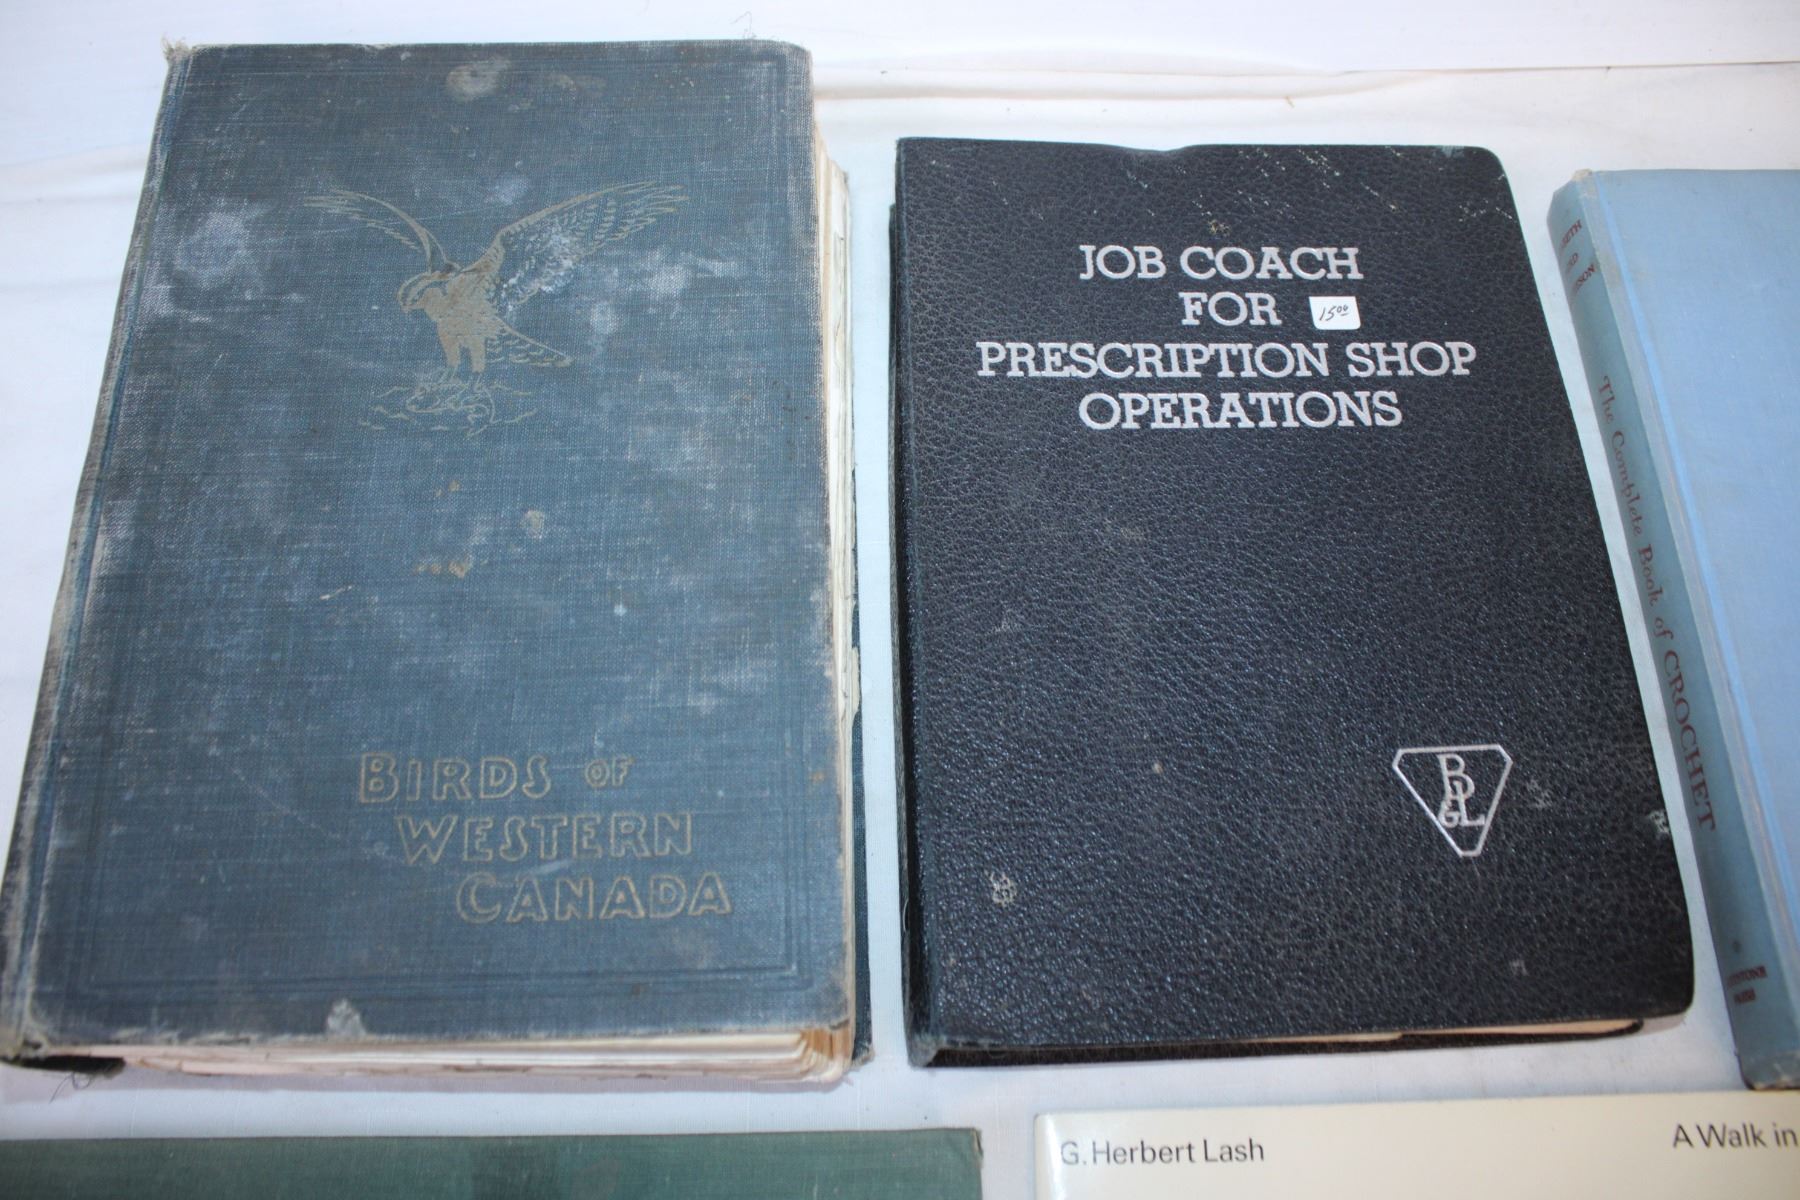 BIRDS OF
WESTERN
CANADA
JOB COACH
FOR
15.00
PRESCRIPTION SHOP
OPERATIONS
B
P
&L
The Complete Book of CROCHET
G. Herbert Lash
A Walk in